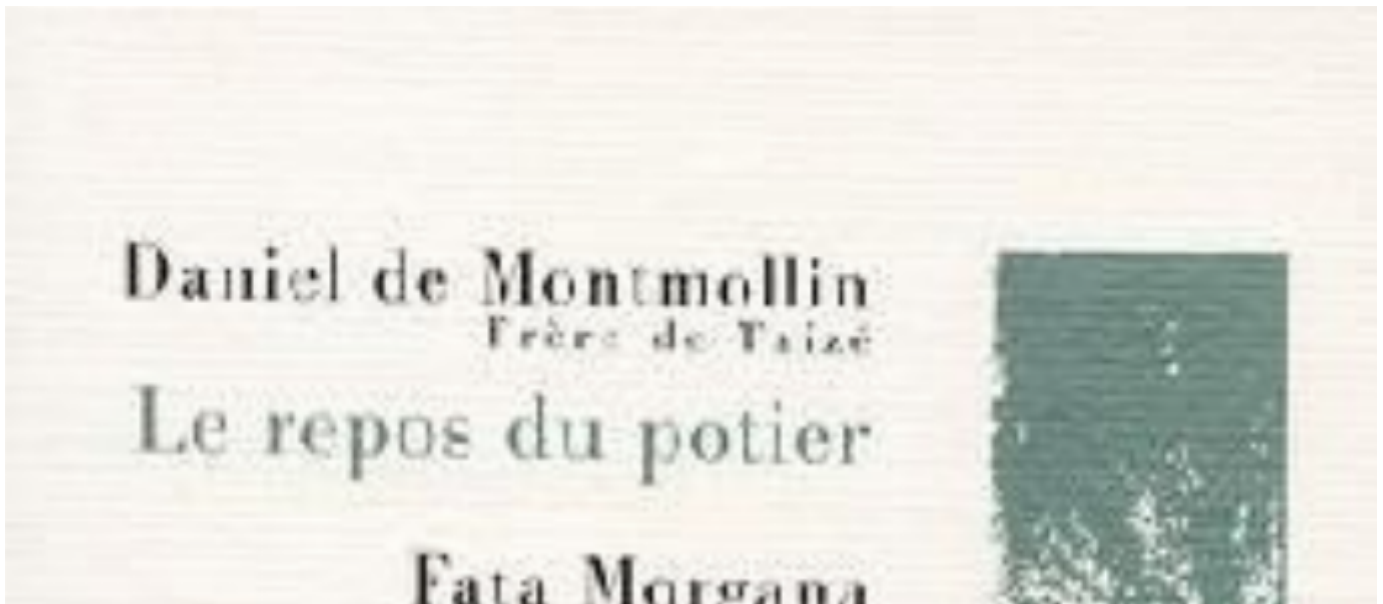 Daniel de Montmollin
Frère de Taizé
Le repos du potier
Fata Morgana